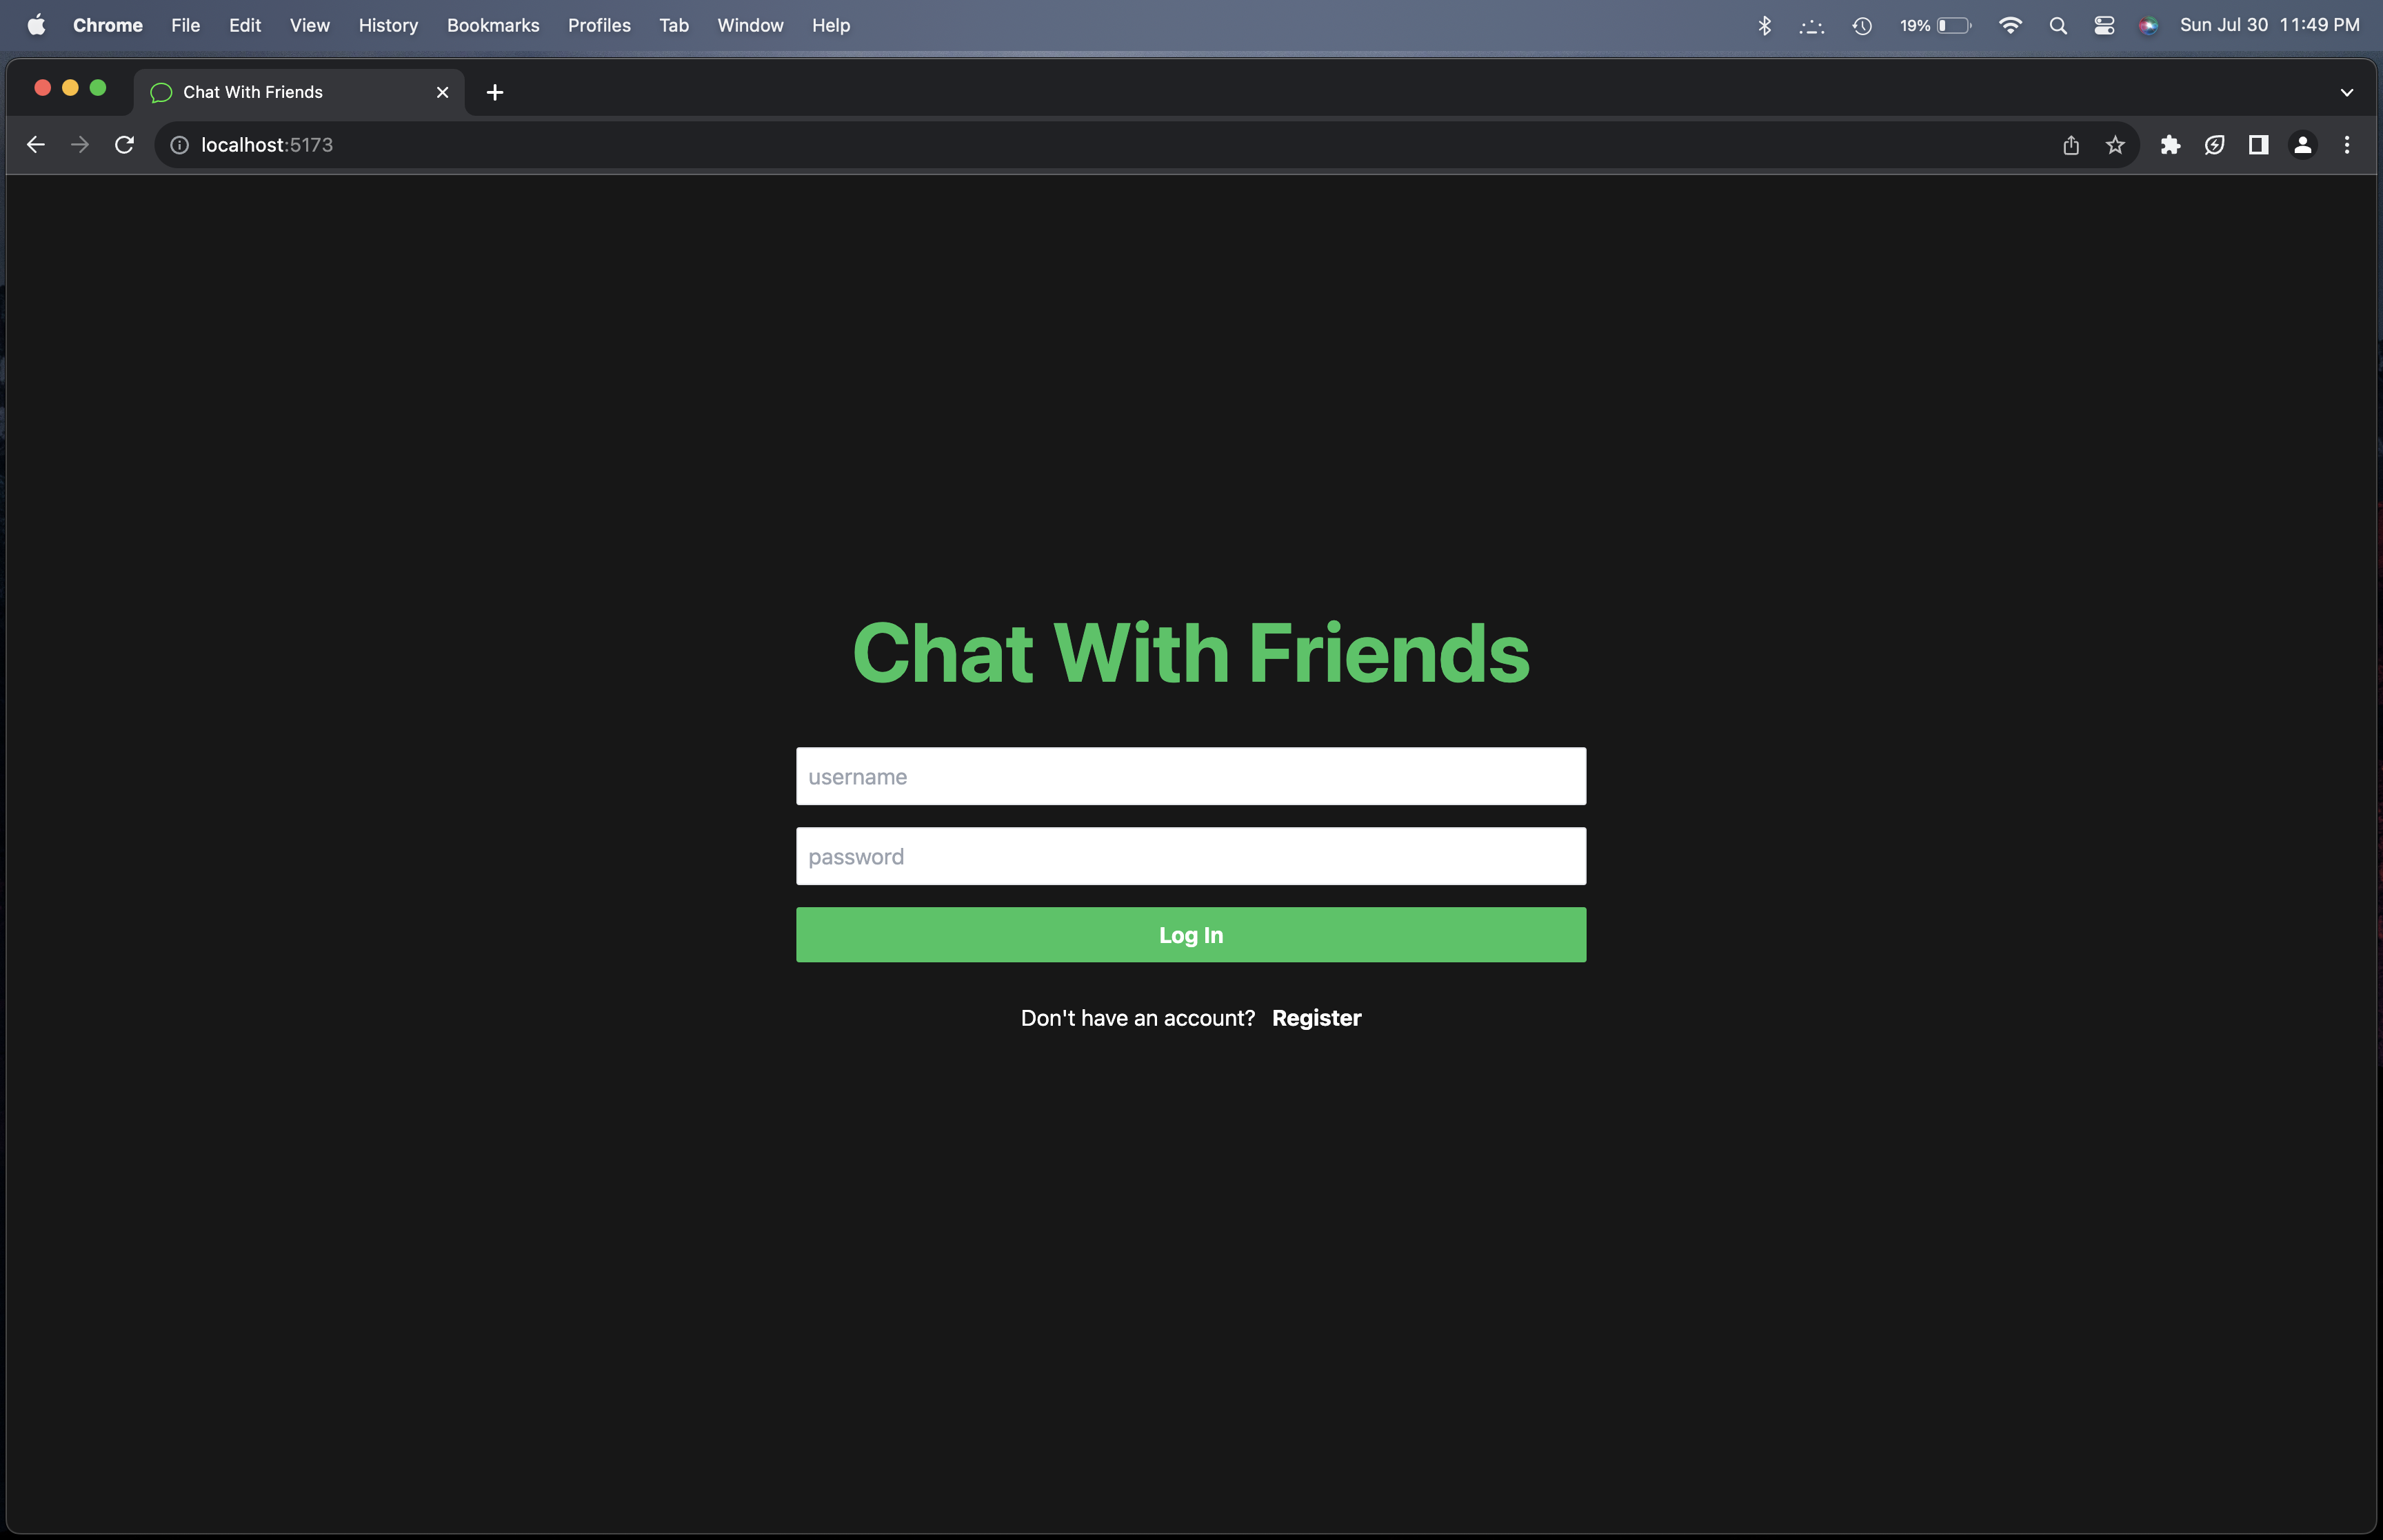 Chrome File Edit View History Bookmarks Profiles Tab Window Help 19% Sun Jul 30 11:49 PM
Chat With Friends
localhost:5173
Chat With Friends
username
password
Log In
Don't have an account? Register